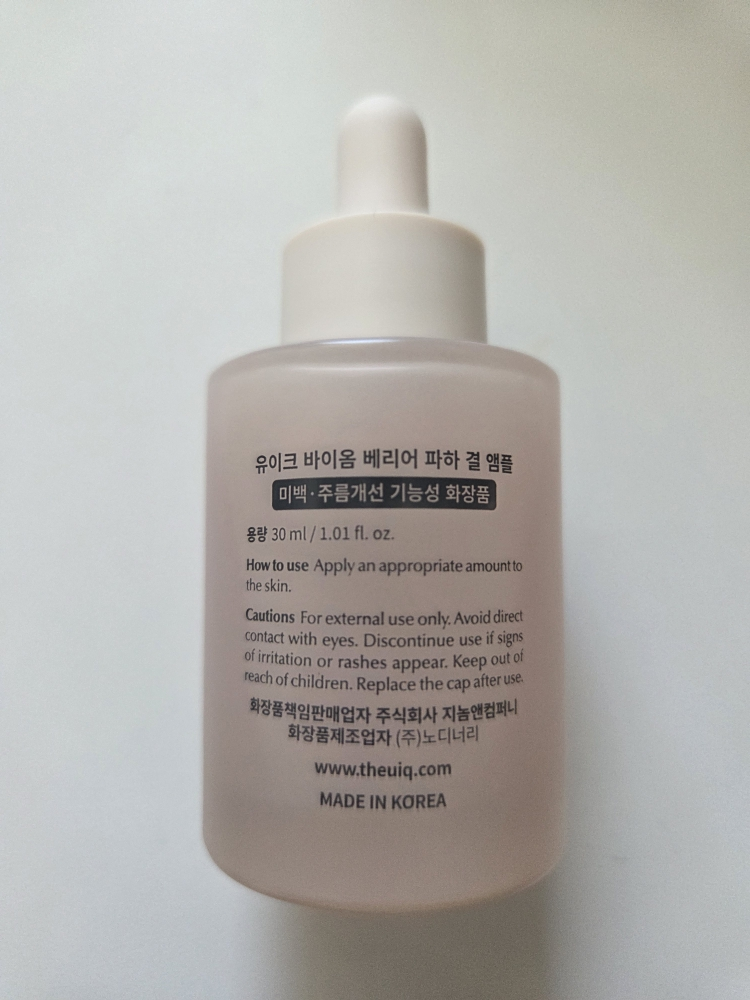 유이크 바이옴 베리어 파하 결 앰플
미백·주름개선 기능성 화장품
용량 30 ml / 1.01 fl. oz.
How to use Apply an appropriate amount to
the skin.
Cautions For external use only. Avoid direct
contact with eyes. Discontinue use if signs
of irritation or rashes appear. Keep out of
reach of children. Replace the cap after use.
화장품책임판매업자 주식회사 지놈앤컴퍼니
화장품제조업자 (주)노디너리
www.theuiq.com
MADE IN KOREA